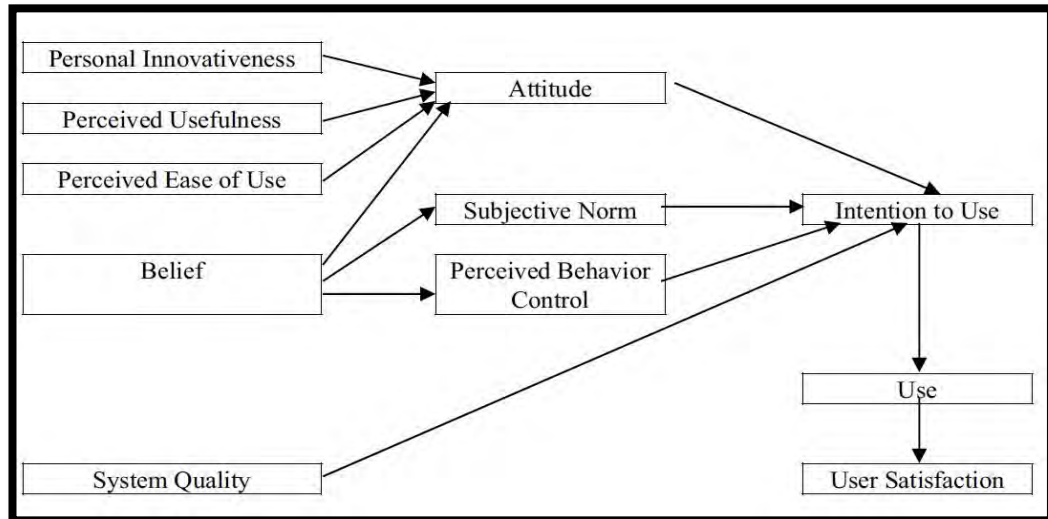 Personal Innovativeness
Perceived Usefulness
Perceived Ease of Use
Belief
System Quality
Attitude
Subjective Norm
Perceived Behavior
Control
Intention to Use
Use
User Satisfaction